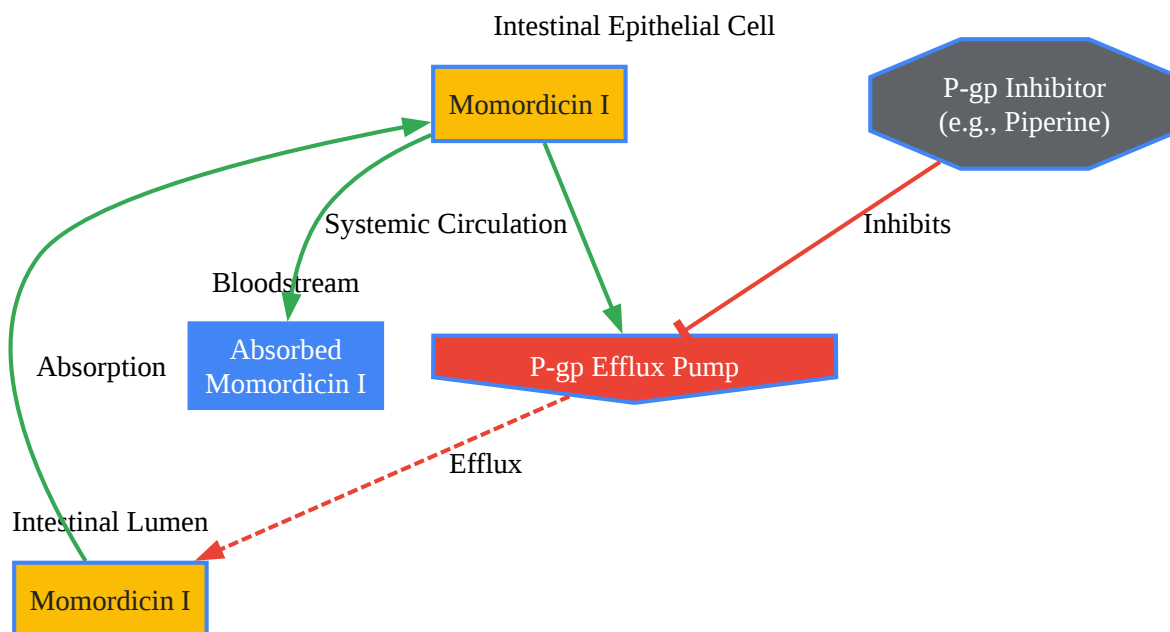 Intestinal Epithelial Cell
Momordicin I
P-gp Inhibitor
(e.g., Piperine)
Systemic Circulation
Inhibits
Bloodstream
Absorbed
Momordicin I
Absorption
P-gp Efflux Pump
Efflux
Intestinal Lumen
Momordicin I